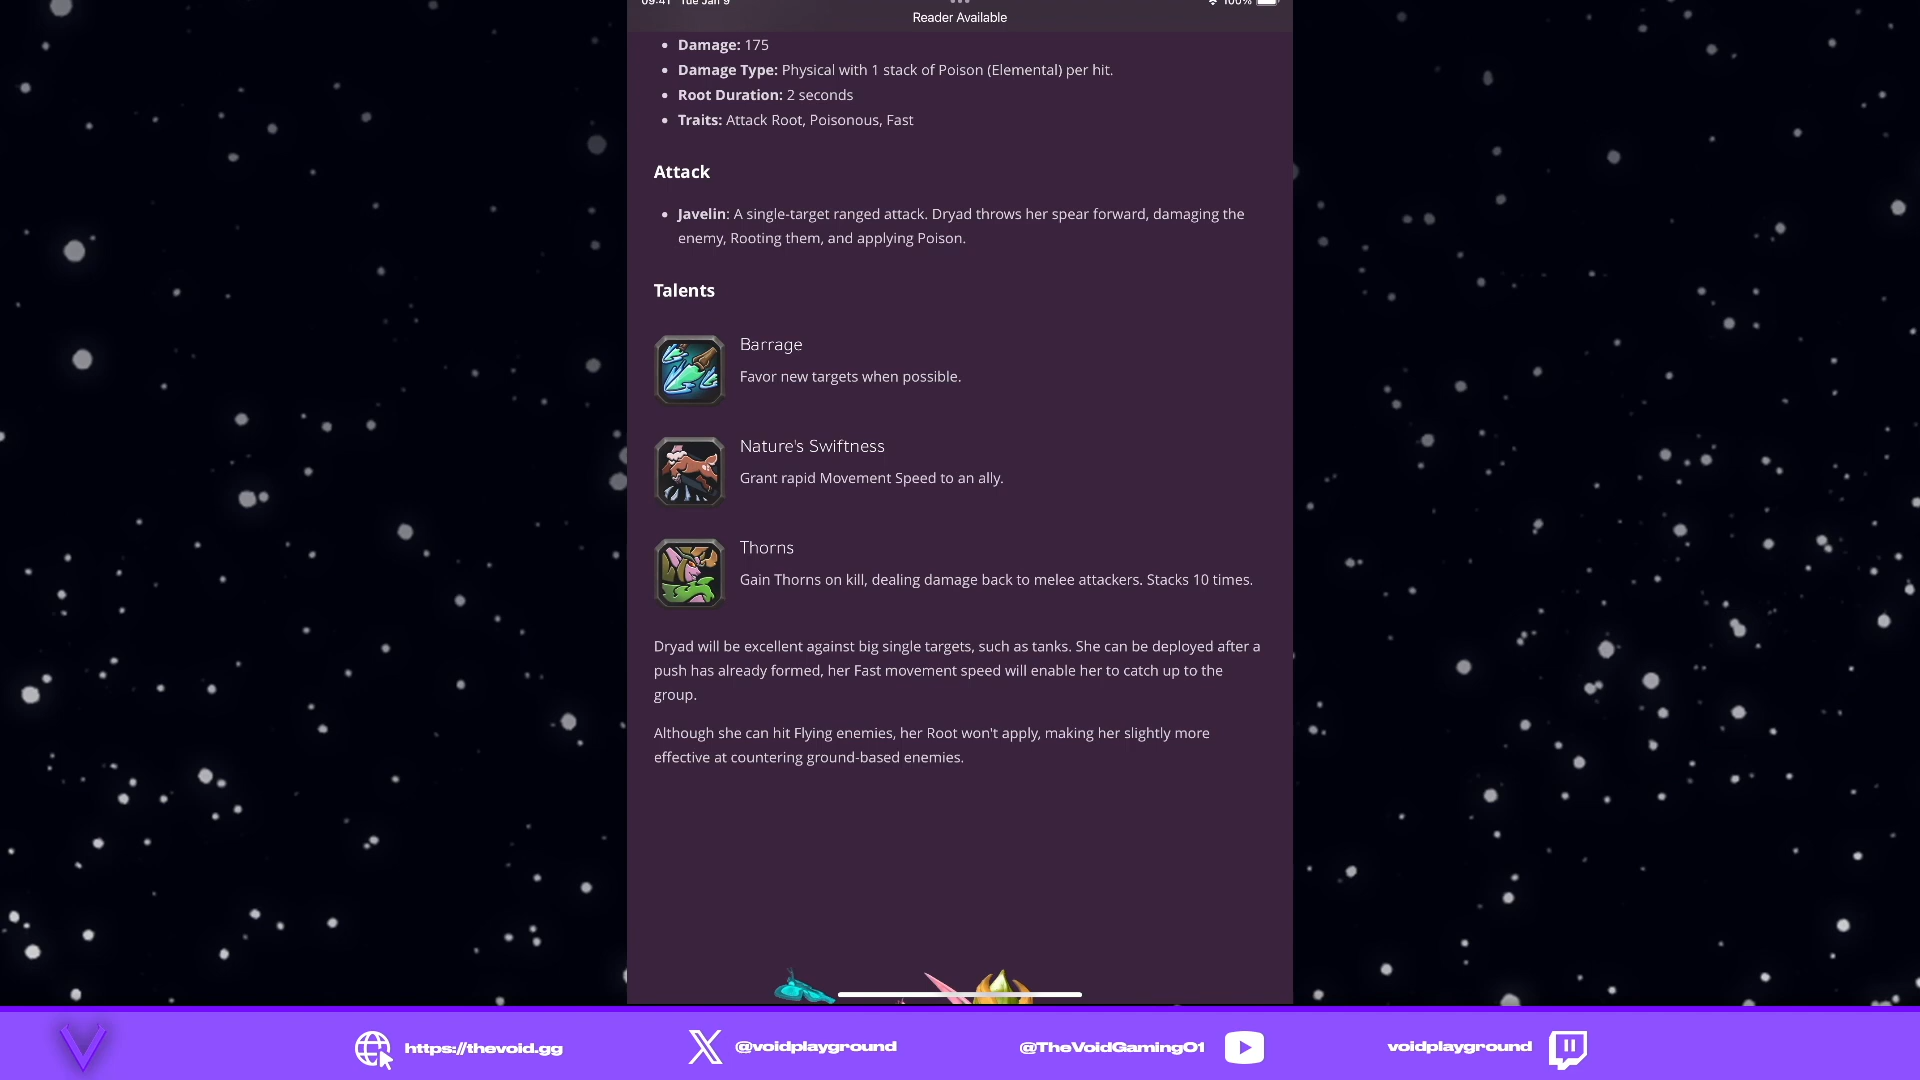 09:41 Tue Jan 9
100%
Reader Available
• Damage: 175
• Damage Type: Physical with 1 stack of Poison (Elemental) per hit.
• Root Duration: 2 seconds
• Traits: Attack Root, Poisonous, Fast
Attack
• Javelin: A single-target ranged attack. Dryad throws her spear forward, damaging the
enemy, Rooting them, and applying Poison.
Talents
Barrage
Favor new targets when possible.
Nature's Swiftness
Grant rapid Movement Speed to an ally.
Thorns
Gain Thorns on kill, dealing damage back to melee attackers. Stacks 10 times.
Dryad will be excellent against big single targets, such as tanks. She can be deployed after a
push has already formed, her Fast movement speed will enable her to catch up to the
group.
Although she can hit Flying enemies, her Root won't apply, making her slightly more
effective at countering ground-based enemies.
https://thevoid.gg
@voidplayground
@TheVoidGaming01
voidplayground